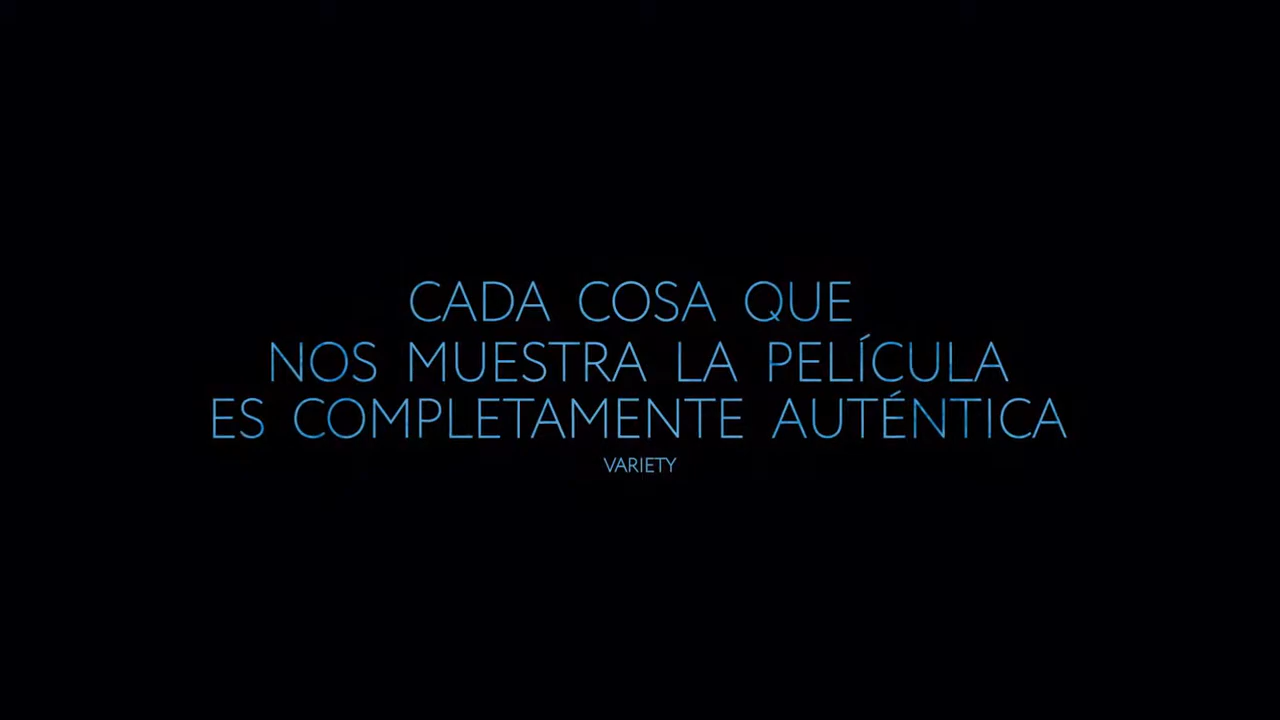 CADA COSA QUE
NOS MUESTRA LA PELÍCULA
ES COMPLETAMENTE AUTÉNTICA
VARIETY